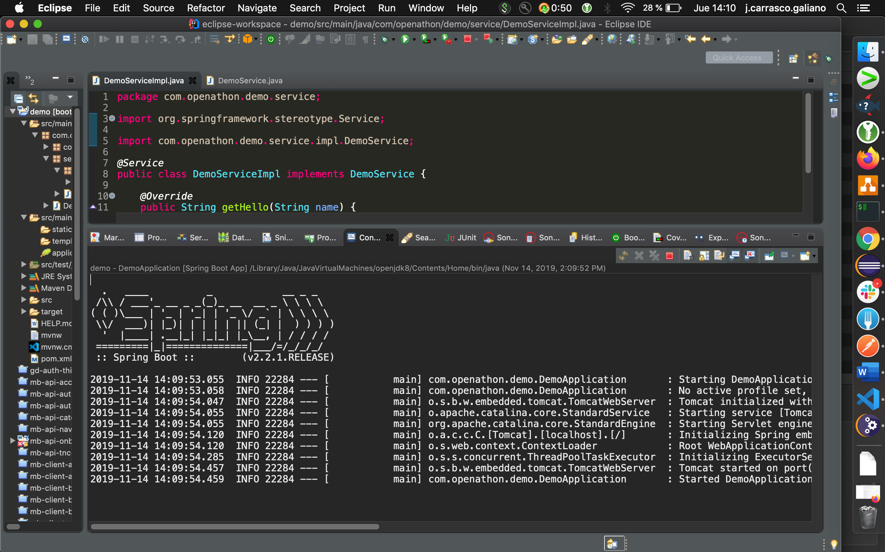 Eclipse File Edit Source Refactor Navigate Search Project Run Window Help 0:50 28 % Jue 14:10 j.carrasco.galiano
eclipse-workspace - demo/src/main/java/com/openathon/demo/service/DemoServiceImpl.java - Eclipse IDE
Quick Access
2
DemoServiceImpl.java DemoService.java
demo [boot
src/main
com.o
co
se
De
src/main
static
templ
applic
src/test/
JRE Syst
Maven D
src
target
HELP.md
mvnw
mvnw.cm
pom.xml
gd-auth-thi
mb-api-acc
mb-api-aut
mb-api-aut
mb-api-cate
mb-api-nav
mb-api-onb
mb-api-tnc
mb-client-a
mb-client-a
mb-client-b
mb-client-b
mb-client-b
1 package com.openathon.demo.service;
2
3 import org.springframework.stereotype.Service;
4
5 import com.openathon.demo.service.impl.DemoService;
6
7 @Service
8 public class DemoServiceImpl implements DemoService {
9
10 @Override
11 public String getHello(String name) {
Mar... Pro... Ser... Dat... Sni... Pro... Con... Sea... JUnit Son... Son... Hist... Boo... Cov... Exp... Son...
demo - DemoApplication [Spring Boot App] /Library/Java/JavaVirtualMachines/openjdk8/Contents/Home/bin/java (Nov 14, 2019, 2:09:52 PM)
Spring
:: Spring Boot :: (v2.2.1.RELEASE)
2019-11-14 14:09:53.055 INFO 22284 --- [ main] com.openathon.demo.DemoApplication : Starting DemoApplicatio
2019-11-14 14:09:53.058 INFO 22284 --- [ main] com.openathon.demo.DemoApplication : No active profile set,
2019-11-14 14:09:54.047 INFO 22284 --- [ main] o.s.b.w.embedded.tomcat.TomcatWebServer : Tomcat initialized with
2019-11-14 14:09:54.055 INFO 22284 --- [ main] o.apache.catalina.core.StandardService : Starting service [Tomca
2019-11-14 14:09:54.055 INFO 22284 --- [ main] org.apache.catalina.core.StandardEngine : Starting Servlet engine
2019-11-14 14:09:54.120 INFO 22284 --- [ main] o.a.c.c.C.[Tomcat].[localhost].[/] : Initializing Spring emb
2019-11-14 14:09:54.120 INFO 22284 --- [ main] o.s.web.context.ContextLoader : Root WebApplicationCont
2019-11-14 14:09:54.285 INFO 22284 --- [ main] o.s.s.concurrent.ThreadPoolTaskExecutor : Initializing ExecutorSe
2019-11-14 14:09:54.457 INFO 22284 --- [ main] o.s.b.w.embedded.tomcat.TomcatWebServer : Tomcat started on port(
2019-11-14 14:09:54.459 INFO 22284 --- [ main] com.openathon.demo.DemoApplication : Started DemoApplication